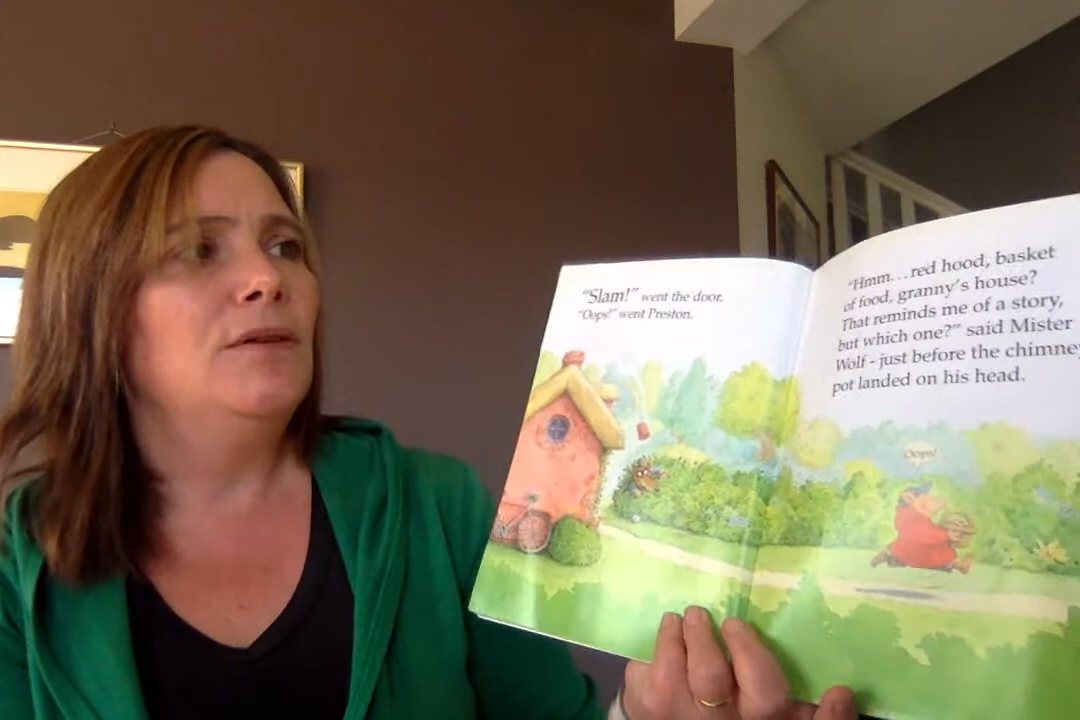 "Slam!" went the door.
"Oops!" went Preston.
"Hmm...red hood, basket
of food, granny's house?
That reminds me of a story,
but which one?" said Mister
Wolf - just before the chimney
pot landed on his head.
Oops!